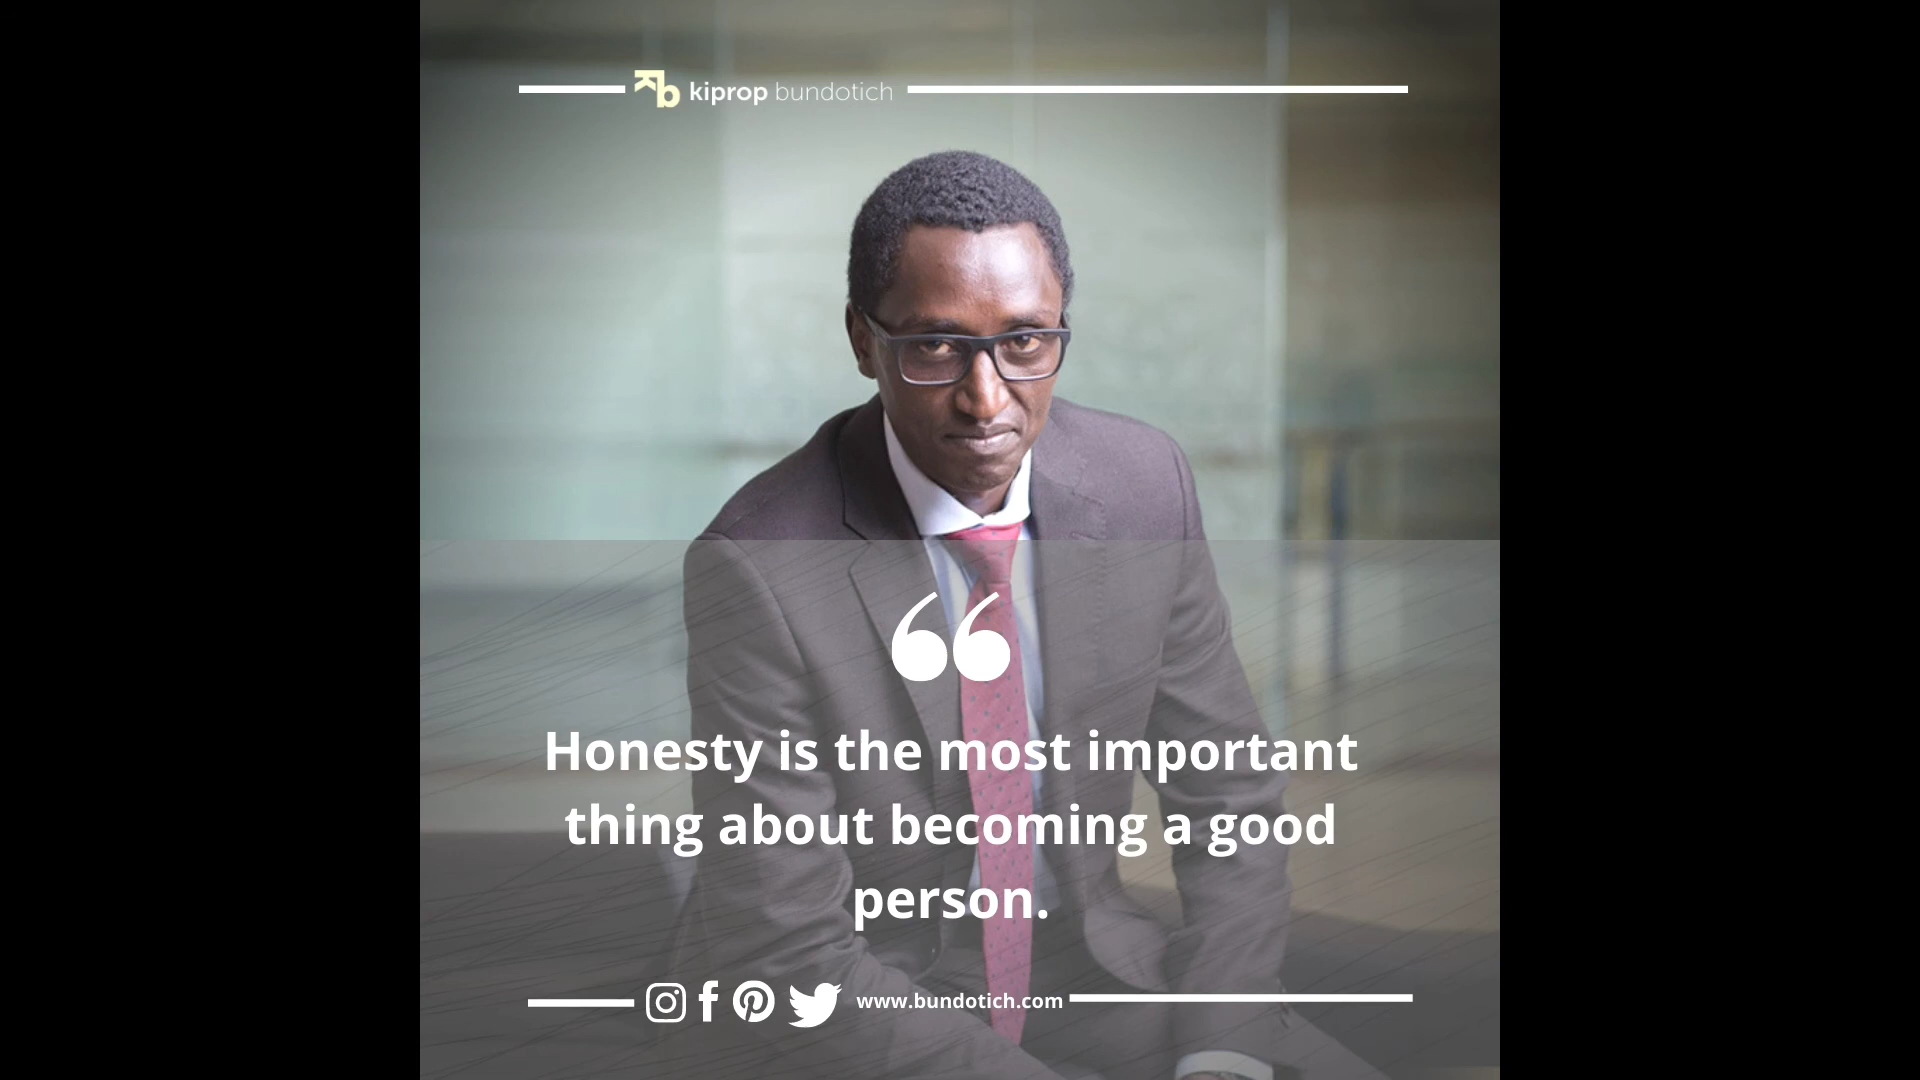 kiprop bundotich
Honesty is the most important
thing about becoming a good
person.
www.bundotich.com